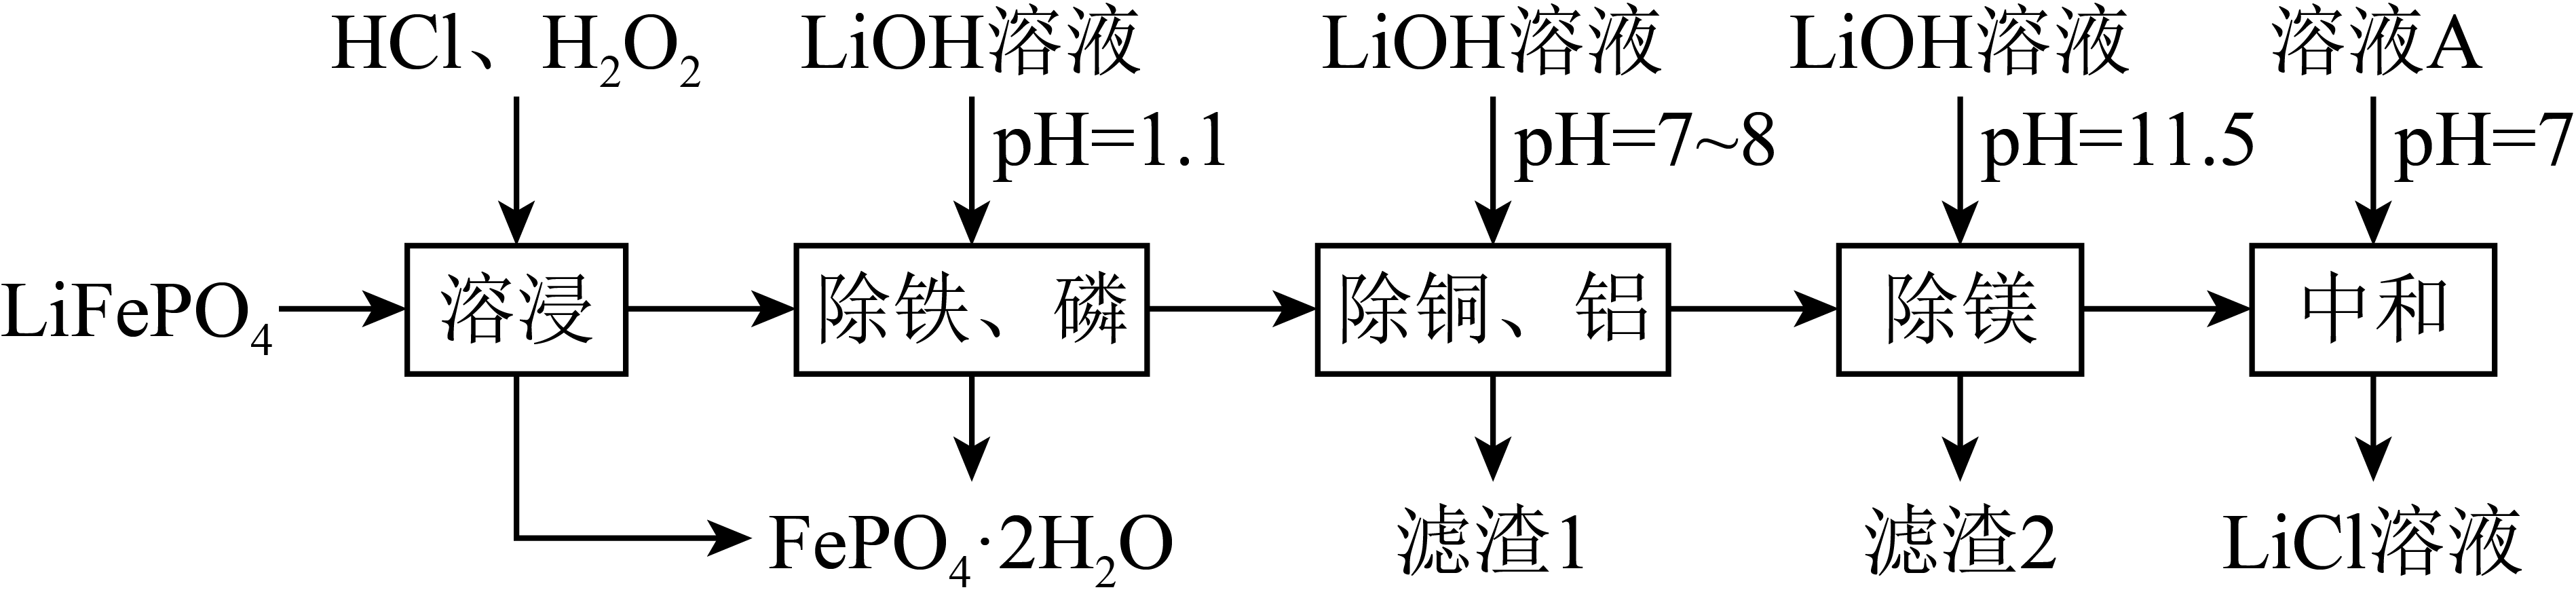 HCl、H₂O₂ LiOH溶液 LiOH溶液 LiOH溶液 溶液A
pH=1.1 pH=7~8 pH=11.5 pH=7
LiFePO₄ 溶浸 除铁、磷 除铜、铝 除镁 中和
FePO₄·2H₂O 滤渣1 滤渣2 LiCl溶液